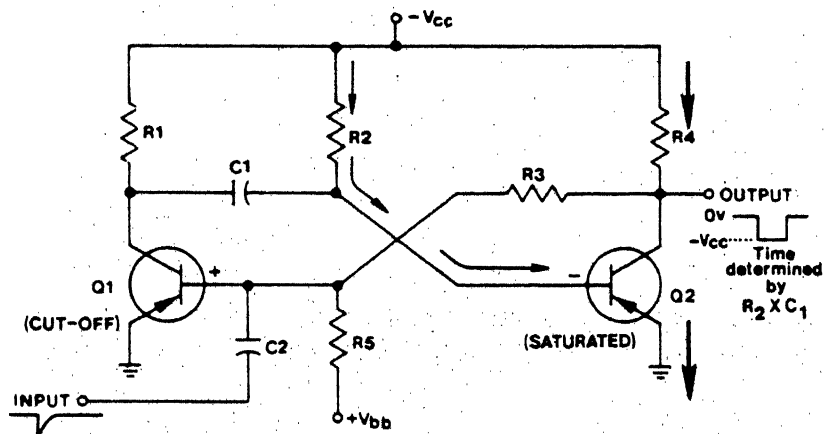 -Vcc
R1
R2
R4
C1
R3
OUTPUT
0v
-Vcc
Time
determined
by
R2 X C1
+
-
Q1
Q2
(CUT-OFF)
C2
R5
(SATURATED)
INPUT
+Vbb